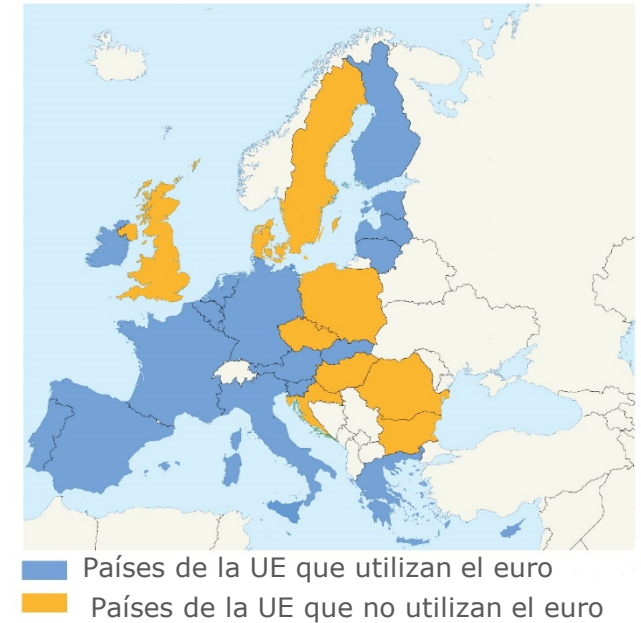 Países de la UE que utilizan el euro
Países de la UE que no utilizan el euro